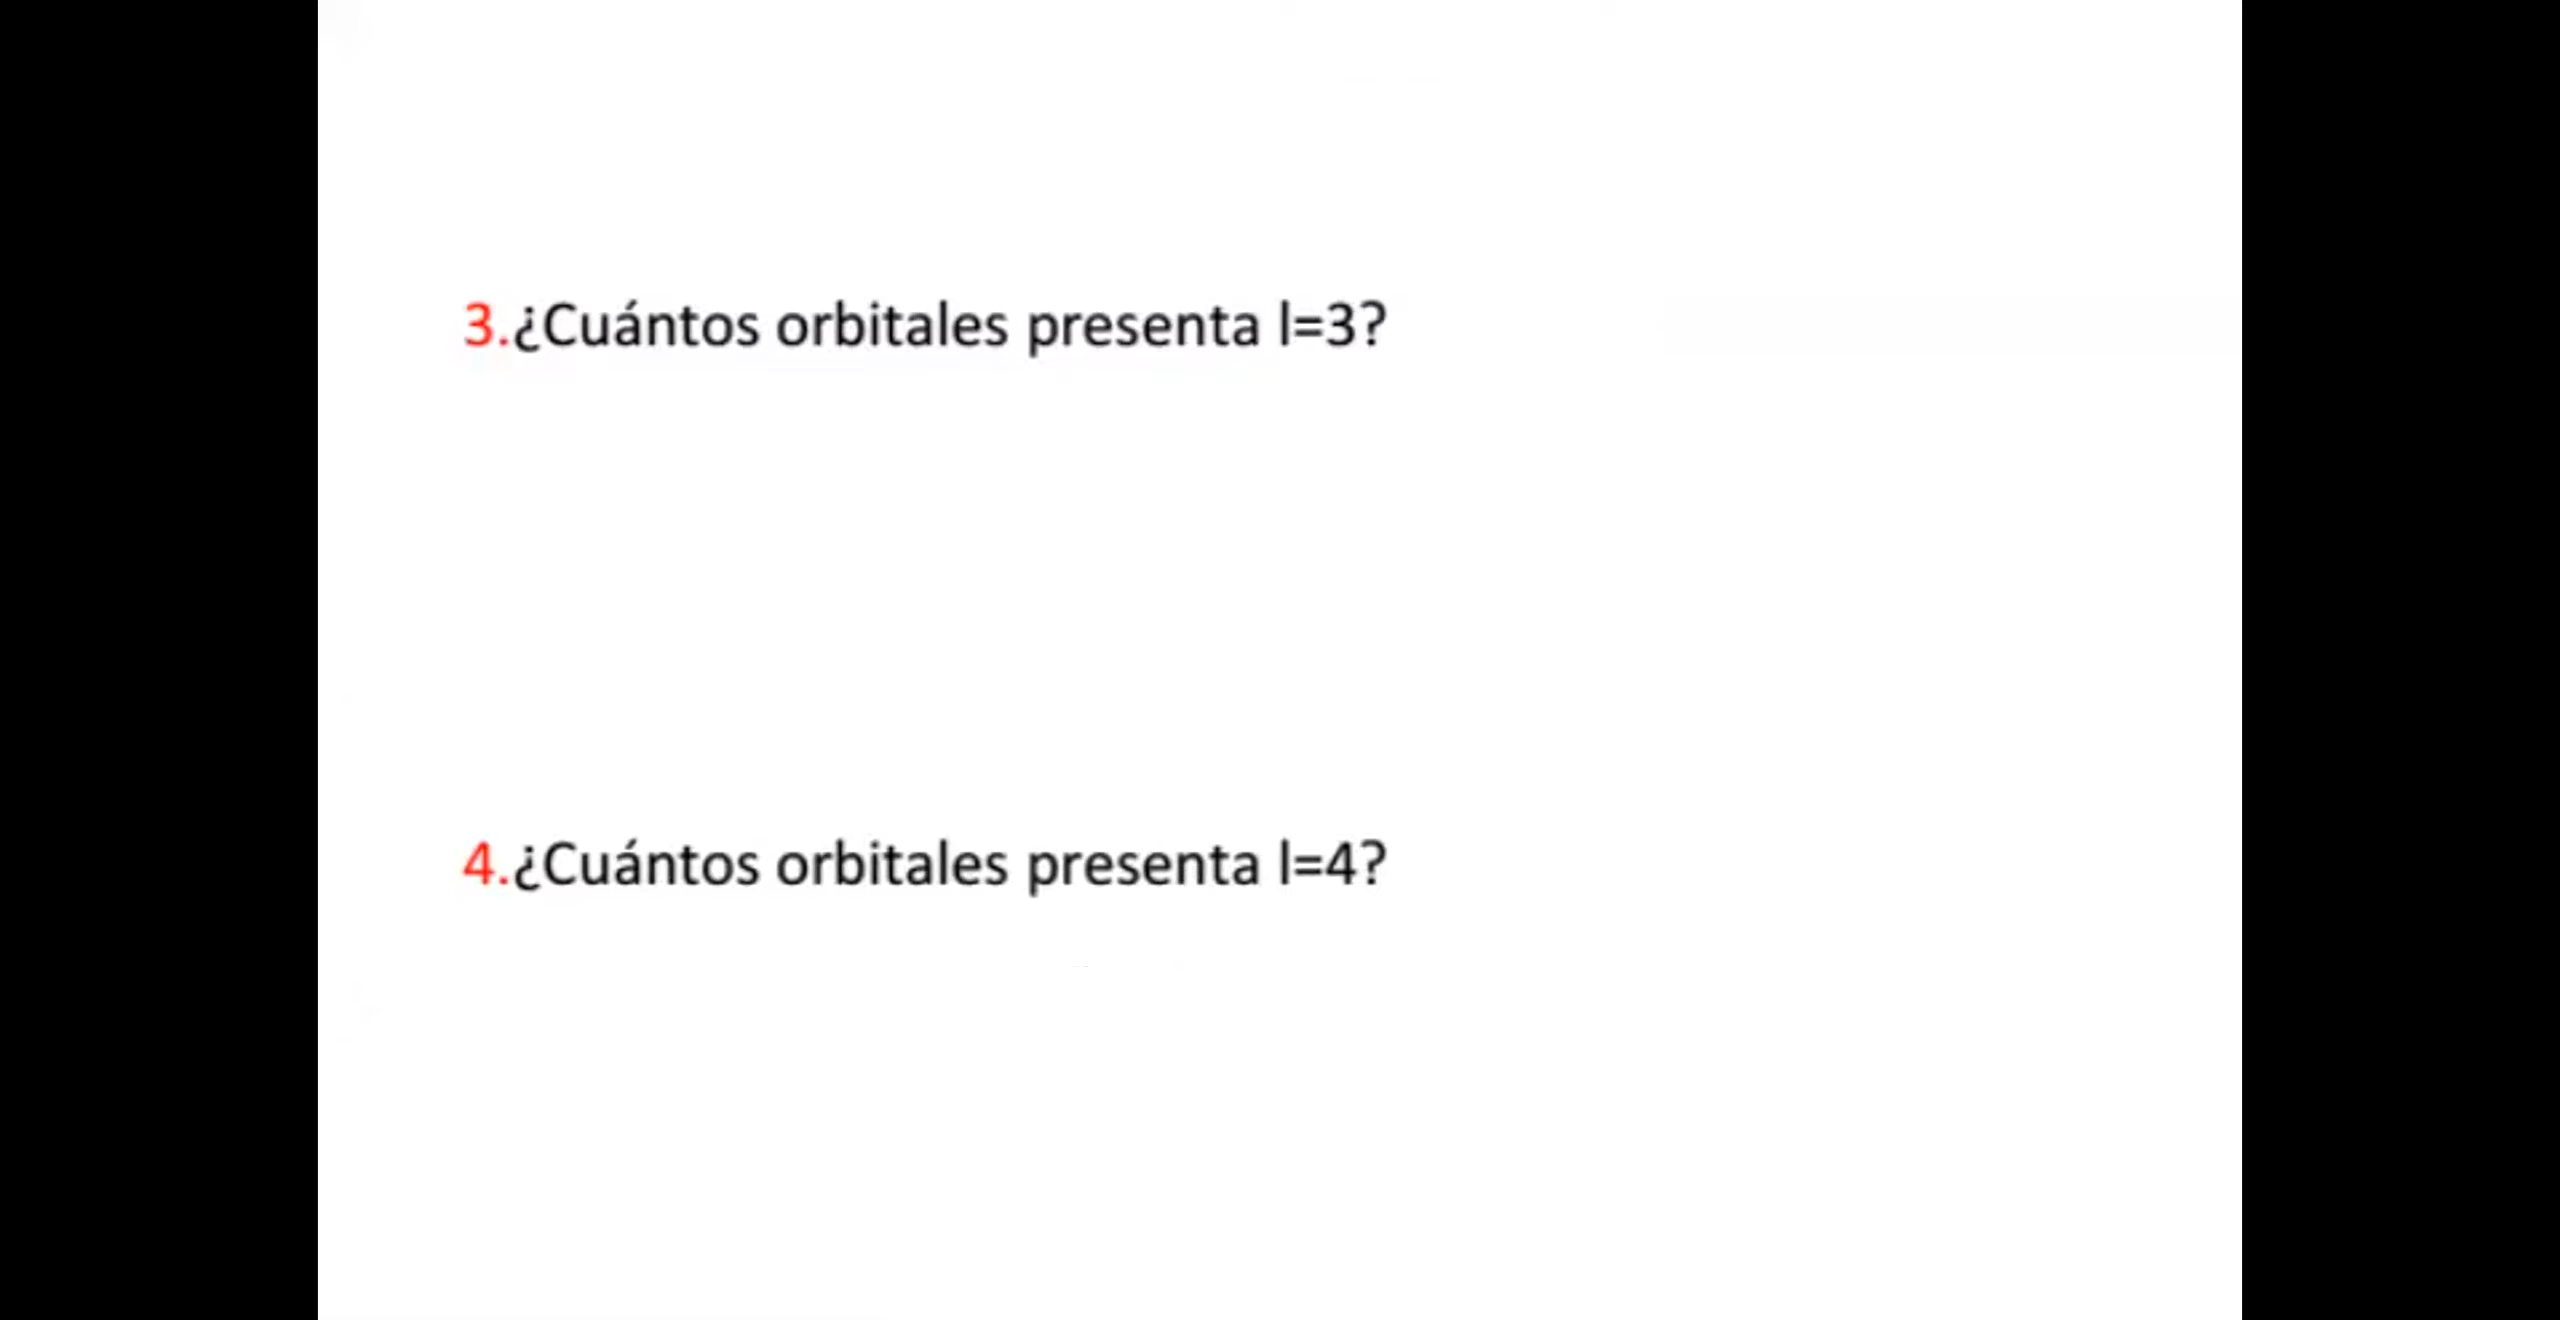 3.¿Cuántos orbitales presenta l=3?
4.¿Cuántos orbitales presenta l=4?